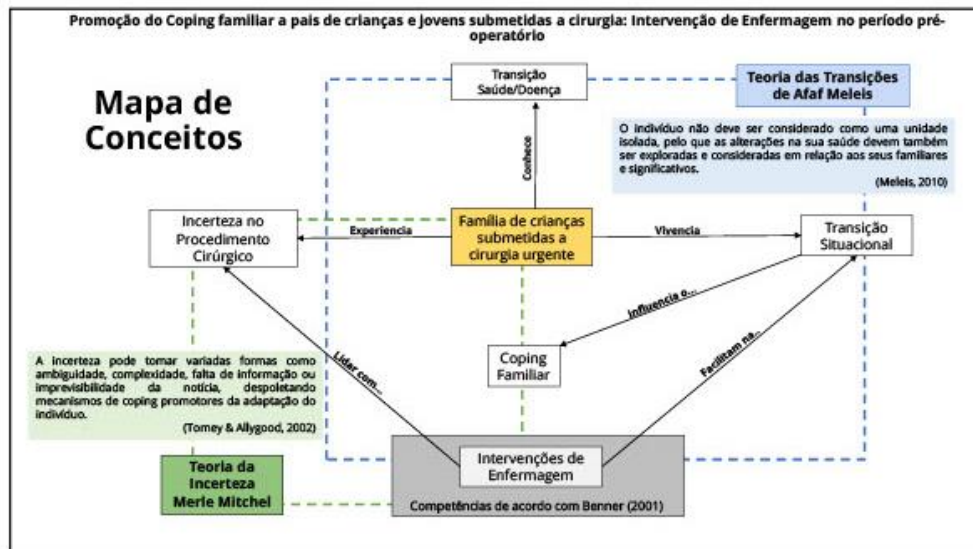 Promoção do Coping familiar a pais de crianças e jovens submetidas a cirurgia: Intervenção de Enfermagem no período pré-
operatório
Mapa de
Conceitos
Transição
Saúde/Doença
Teoria das Transições
de Afaf Meleis
O indivíduo não deve ser considerado como uma unidade
isolada, pelo que as alterações na sua saúde devem também
ser exploradas e consideradas em relação aos seus familiares
e significativos.
(Meleis, 2010)
Conhece
Incerteza no
Procedimento
Cirúrgico
Experiencia
Família de crianças
submetidas a
cirurgia urgente
Vivencia
Transição
Situacional
Influencia o...
Coping
Familiar
Facilitam na..
Lidar com...
A incerteza pode tomar variadas formas como
ambiguidade, complexidade, falta de informação ou
imprevisibilidade da notícia, despoletando
mecanismos de coping promotores da adaptação do
indivíduo.
(Tomey & Allygood, 2002)
Teoria da
Incerteza
Merle Mitchel
Intervenções de
Enfermagem
Competências de acordo com Benner (2001)